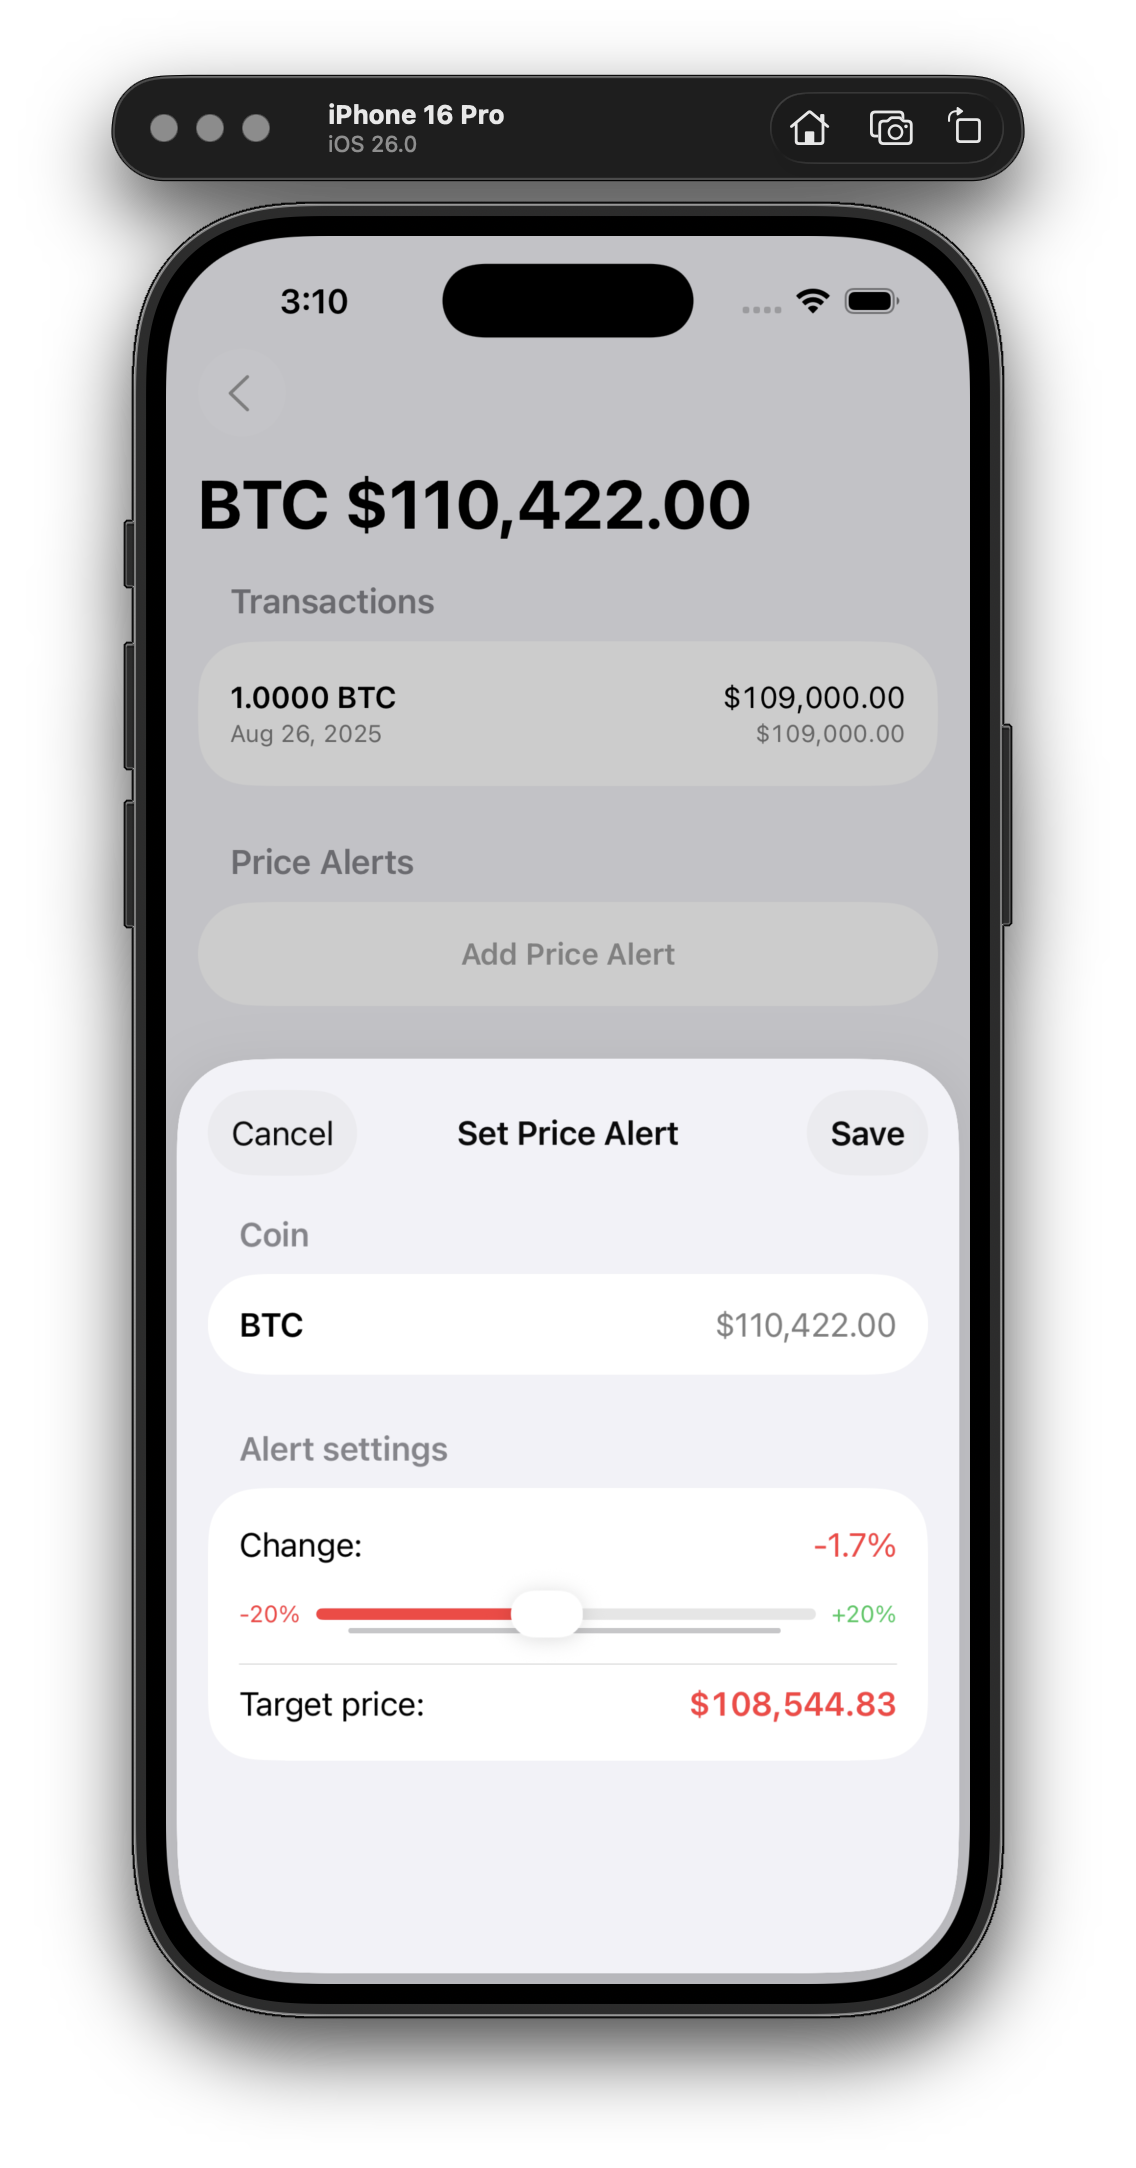 iPhone 16 Pro
iOS 26.0
3:10
BTC $110,422.00
Transactions
1.0000 BTC $109,000.00
Aug 26, 2025 $109,000.00
Price Alerts
Add Price Alert
Cancel Set Price Alert Save
Coin
BTC $110,422.00
Alert settings
Change: -1.7%
-20% +20%
Target price: $108,544.83